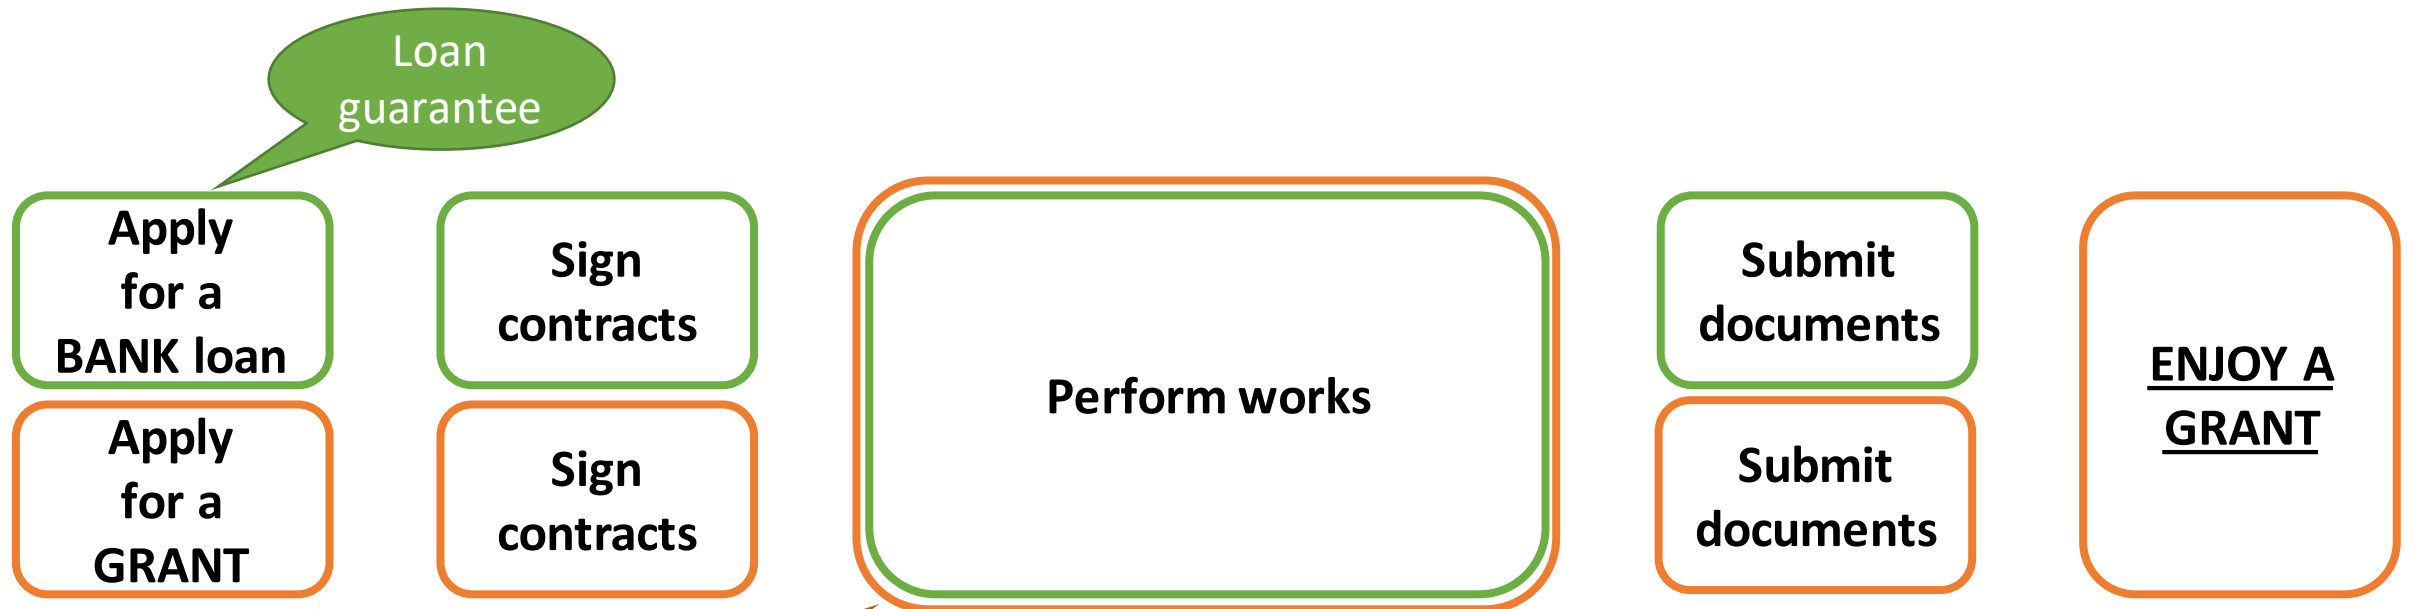 Loan
guarantee
Apply
for a
BANK loan
Sign
contracts
Perform works
Submit
documents
ENJOY A
GRANT
Apply
for a
GRANT
Sign
contracts
Submit
documents